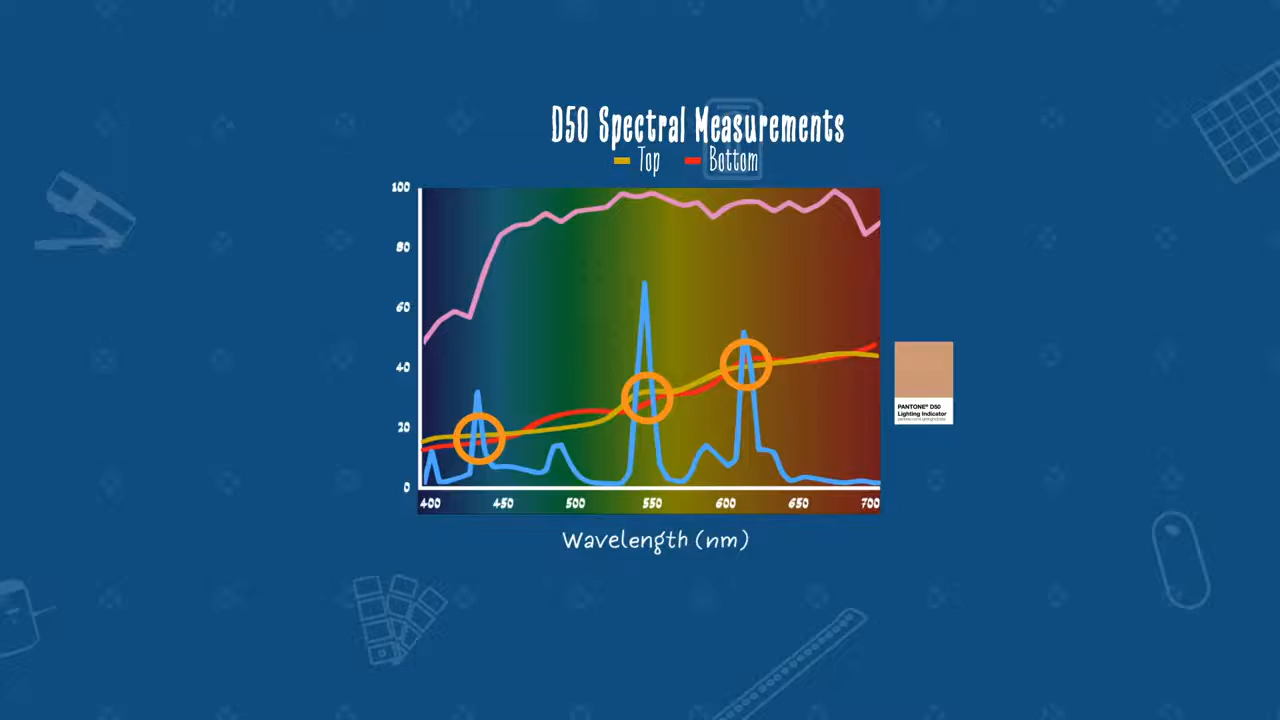 D50 Spectral Measurements
Top Bottom
100
80
60
40
20
0
400 450 500 550 600 650 700
Wavelength (nm)
PANTONE® D50
Lighting Indicator